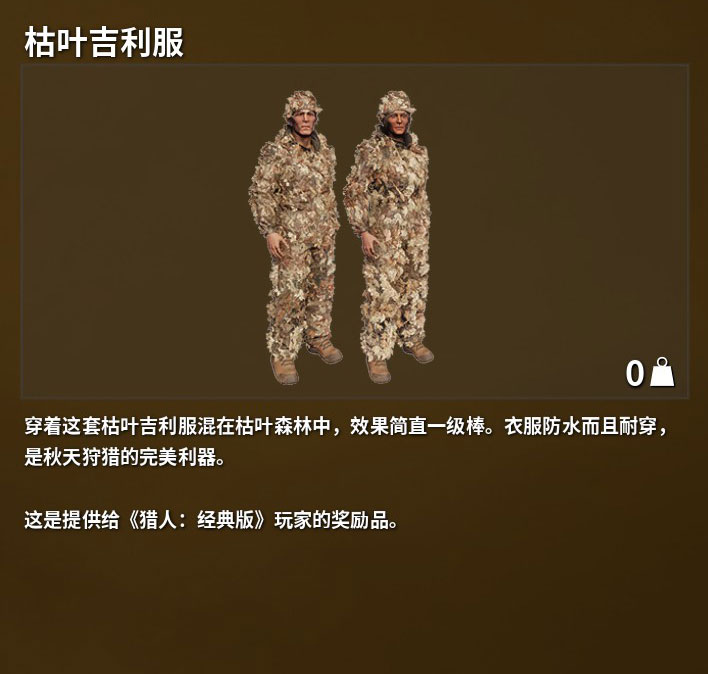 枯叶吉利服
0
穿着这套枯叶吉利服混在枯叶森林中，效果简直一级棒。衣服防水而且耐穿，
是秋天狩猎的完美利器。
这是提供给《猎人：经典版》玩家的奖励品。